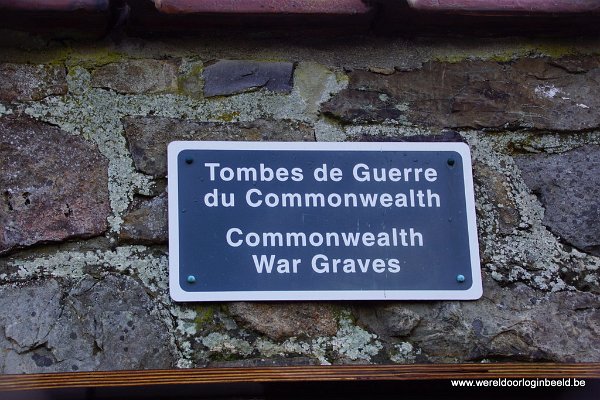 Tombes de Guerre
du Commonwealth
Commonwealth
War Graves
www.wereldoorloginbeeld.be